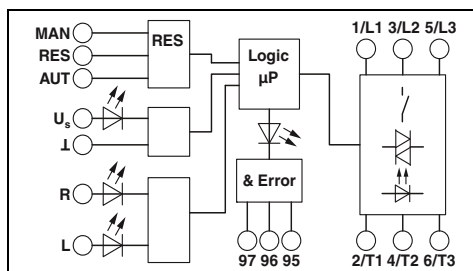 MAN
RES
AUT
RES
Us
⊥
R
L
Logic
µP
& Error
97 96 95
1/L1 3/L2 5/L3
2/T1 4/T2 6/T3